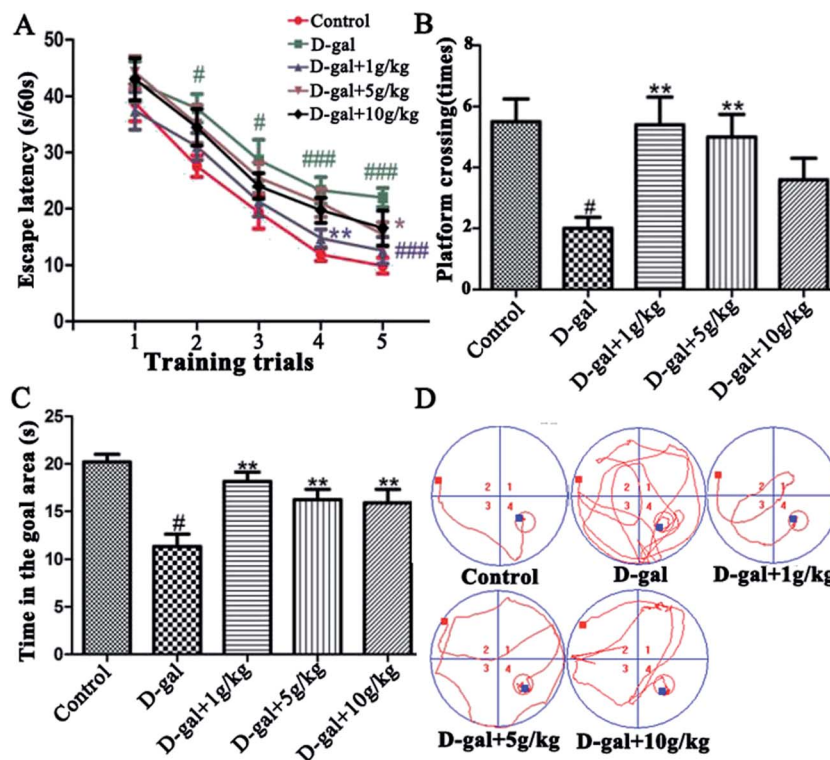 A
Escape latency (s/60s)
50
40
30
20
10
0
Control
D-gal
D-gal+1g/kg
D-gal+5g/kg
D-gal+10g/kg
#
#
###
###
**
*
###
1 2 3 4 5
Training trials
B
Platform crossing(times)
8
6
4
2
0
#
**
**
Control
D-gal
D-gal+1g/kg
D-gal+5g/kg
D-gal+10g/kg
C
Time in the goal area (s)
25
20
15
10
5
0
#
**
**
**
Control
D-gal
D-gal+1g/kg
D-gal+5g/kg
D-gal+10g/kg
D
2 1
3 4
Control
2 1
3 4
D-gal
2 1
3 4
D-gal+1g/kg
2 1
3 4
D-gal+5g/kg
2 1
3 4
D-gal+10g/kg